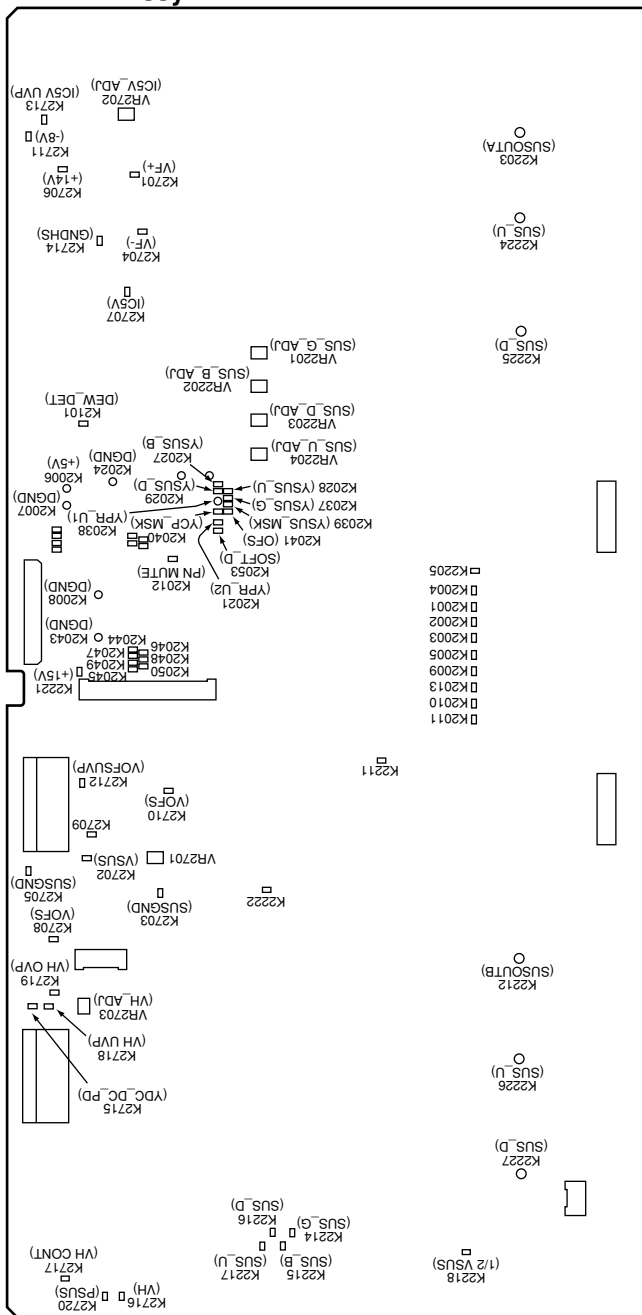 K2713
(IC5V UVP)
VR2702
(IC5V_ADJ)
K2711
(-8V)
K2203
(SUSOUTA)
K2706
(+14V)
K2701
(VF+)
K2714
(GNDHS)
K2704
(VF-)
K2224
(SUS_U)
K2707
(IC5V)
K2225
(SUS_D)
VR2201
(SUS_G_ADJ)
VR2202
(SUS_B_ADJ)
K2101
DEW_DET)
VR2203
(SUS_D_ADJ)
VR2204
(SUS_U_ADJ)
K2027
(YSUS_B)
K2006
(+5V)
K2024
(DGND)
K2029
(YSUS_D)
K2028 (YSUS_U)
K2007
(DGND)
K2038
(YPR_U1)
K2040
(YCP_MSK)
K2037 (YSUS_G)
K2039 (YSUS_MSK)
K2041 (OFS)
K2053
(SOFT_D)
K2012
(PN MUTE)
K2021
(YPR_U2)
K2008
(DGND)
K2205
K2004
K2001
K2002
K2003
K2005
K2009
K2013
K2010
K2011
K2043
(DGND)
K2044
K2047
K2049
K2045
K2046
K2048
K2050
K2221
(+15V)
K2712
(VOFSUVP)
K2211
K2710
(VOFS)
K2709
K2702
(VSUS)
VR2701
K2705
(SUSGND)
K2703
(SUSGND)
K2222
K2708
(VOFS)
K2719
(VH OVP)
VR2703
(VH_ADJ)
K2212
(SUSOUTB)
K2718
(VH UVP)
K2715
(YDC_DC_PD)
K2226
(SUS_U)
K2227
(SUS_D)
K2216
(SUS_D)
K2214
(SUS_G)
K2217
(SUS_U)
K2215
(SUS_B)
K2218
(1/2 VSUS)
K2717
(VH CONT)
K2720
(PSUS)
K2716
(VH)